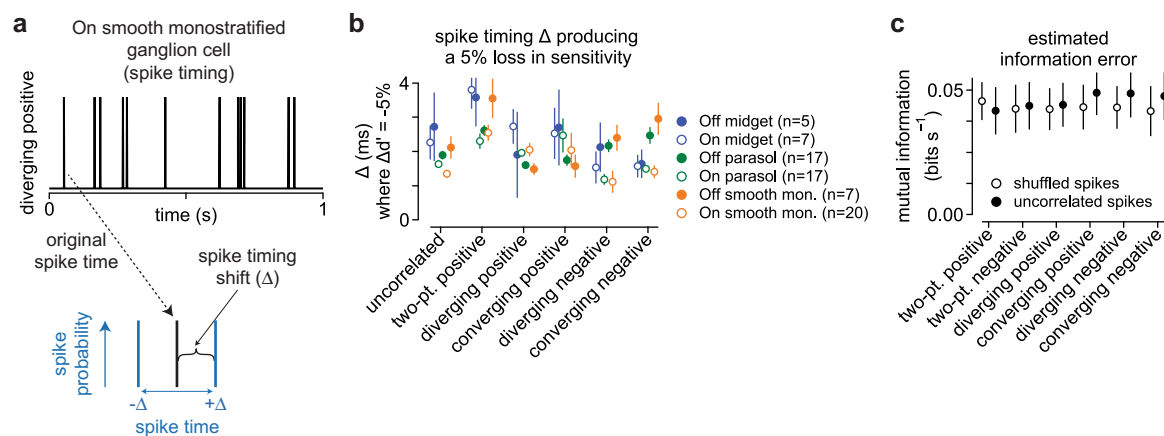 a
On smooth monostratified
ganglion cell
(spike timing)
diverging positive
0
1
time (s)
original
spike time
spike timing
shift (Δ)
spike
probability
-Δ
+Δ
spike time
b
spike timing Δ producing
a 5% loss in sensitivity
Δ (ms)
where Δd' = -5%
4
0
uncorrelated
two-pt. positive
diverging positive
converging positive
diverging negative
converging negative
Off midget (n=5)
On midget (n=7)
Off parasol (n=17)
On parasol (n=17)
Off smooth mon. (n=7)
On smooth mon. (n=20)
c
estimated
information error
mutual information
(bits s⁻¹)
0.05
0.00
shuffled spikes
uncorrelated spikes
two-pt. positive
two-pt. negative
diverging positive
converging positive
diverging negative
converging negative